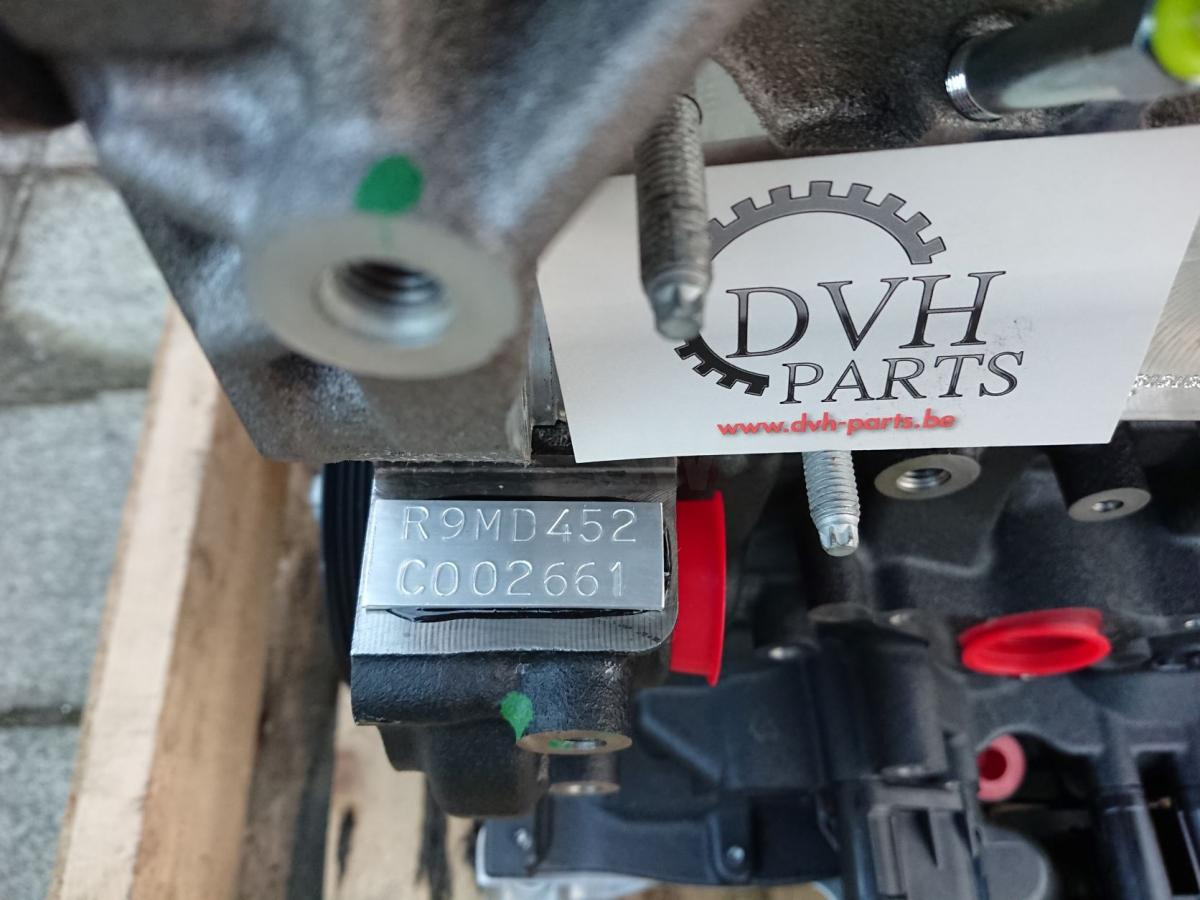 DVH
PARTS
www.dvh-parts.be
R9MD452
C002661